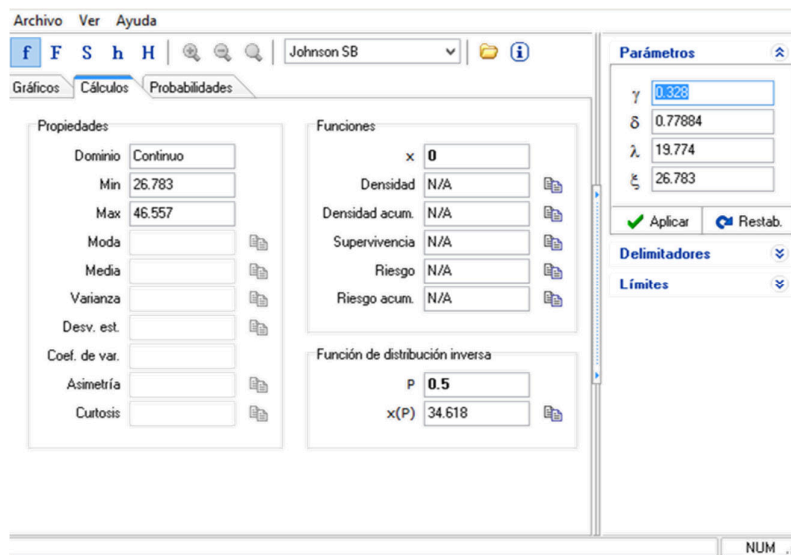 Archivo Ver Ayuda
f F S h H Johnson SB
Gráficos Cálculos Probabilidades
Propiedades
Dominio Continuo
Min 26.783
Max 46.557
Moda
Media
Varianza
Desv. est.
Coef. de var.
Asimetría
Curtosis
Funciones
x 0
Densidad N/A
Densidad acum. N/A
Supervivencia N/A
Riesgo N/A
Riesgo acum. N/A
Función de distribución inversa
P 0.5
x(P) 34.618
Parámetros
γ 0.328
δ 0.77884
λ 19.774
ξ 26.783
Aplicar Restab.
Delimitadores
Límites
NUM